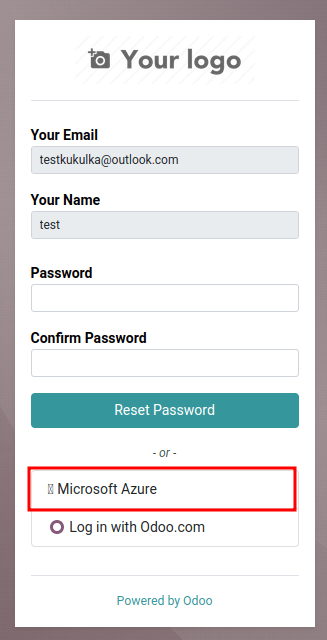 Your logo
Your Email
testkukulka@outlook.com
Your Name
test
Password
Confirm Password
Reset Password
- or -
Microsoft Azure
Log in with Odoo.com
Powered by Odoo